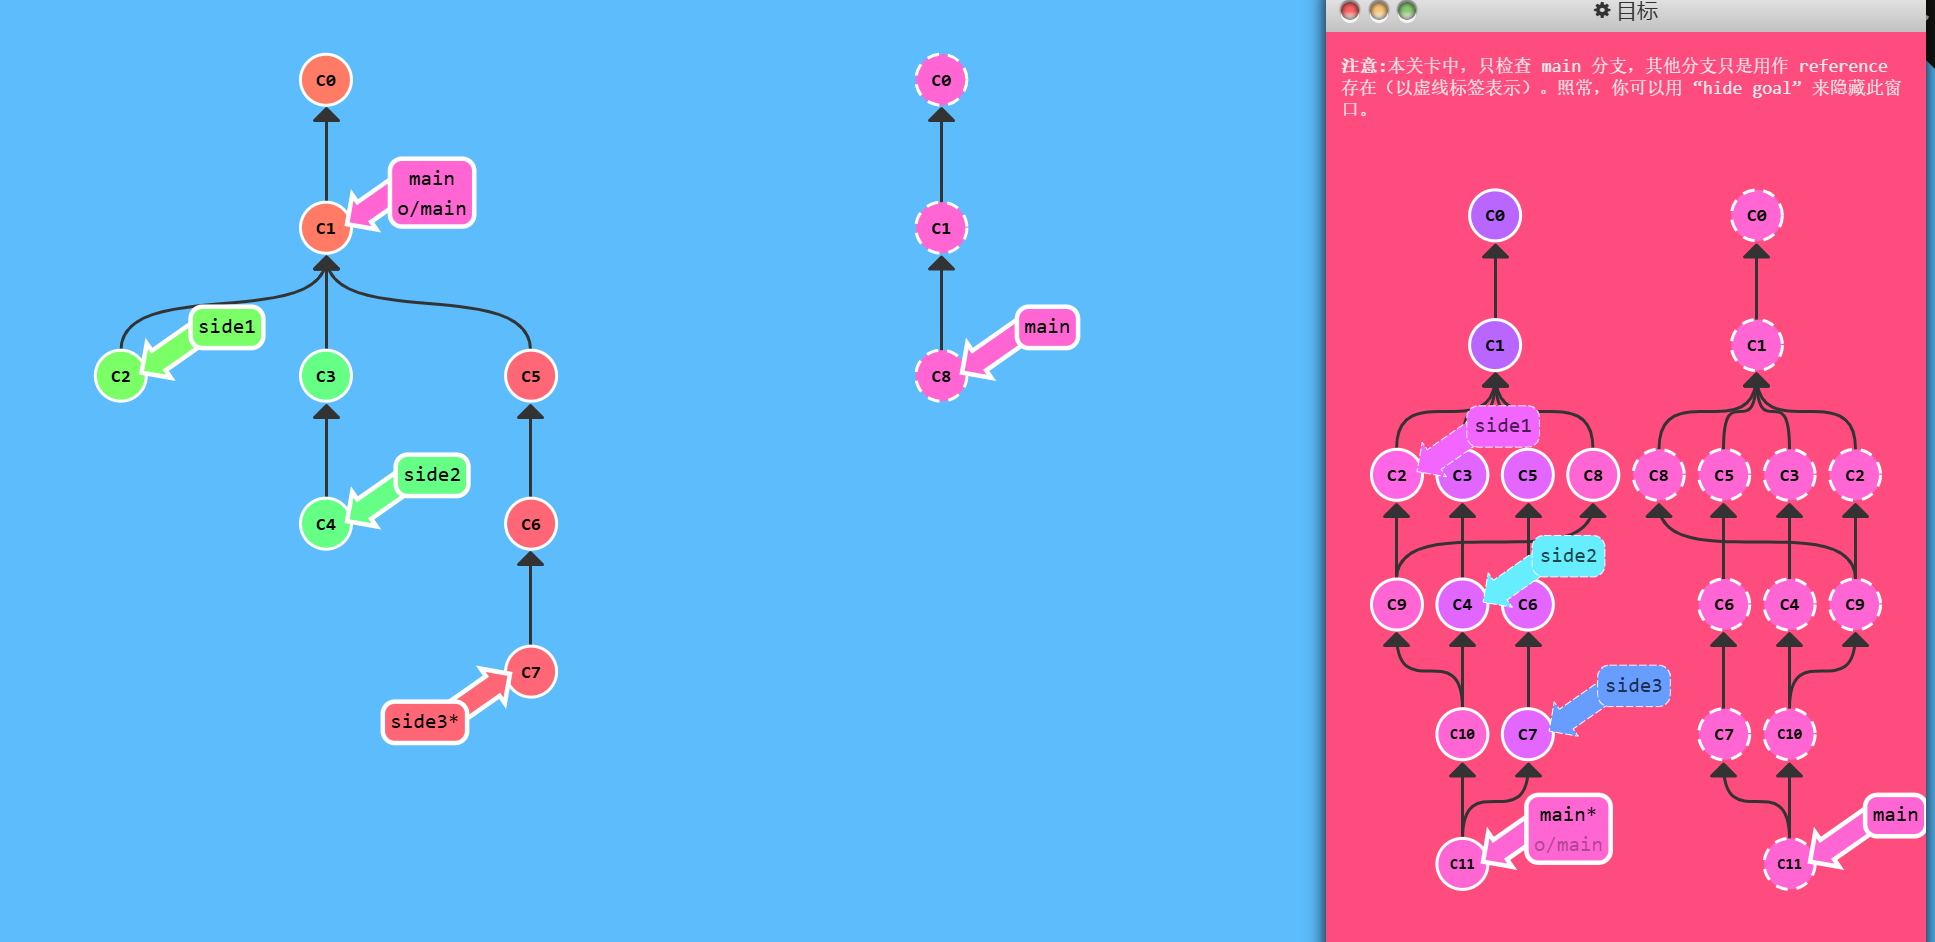 C0
main
o/main
C1
side1
C2
C3
C5
side2
C4
C6
C7
side3*
C0
C1
main
C8
目标
注意:本关卡中，只检查 main 分支，其他分支只是用作 reference
存在（以虚线标签表示）。照常，你可以用 “hide goal” 来隐藏此窗
口。
C0
C1
side1
C2
C3
C5
C8
side2
C9
C4
C6
side3
C10
C7
main*
o/main
C11
C0
C1
C8
C5
C3
C2
C6
C4
C9
C7
C10
main
C11